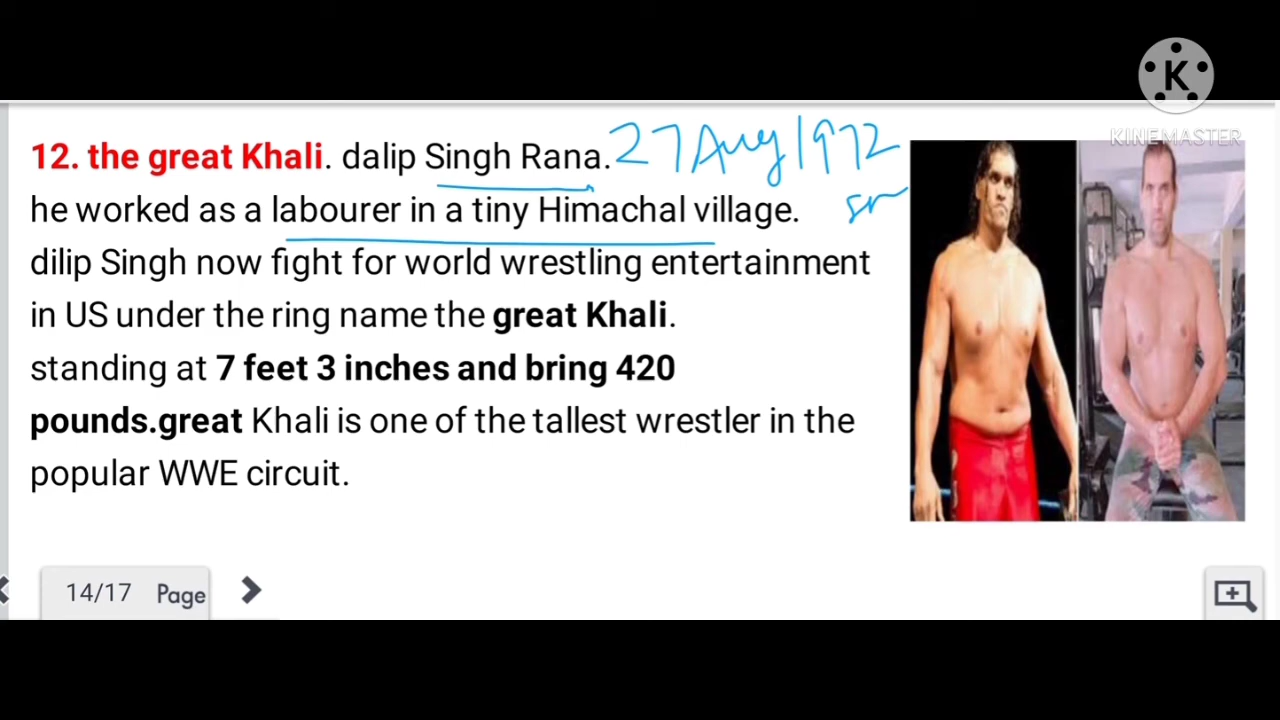 K
KINEMASTER
12. the great Khali. dalip Singh Rana. 27 Aug 1972
he worked as a labourer in a tiny Himachal village.
dilip Singh now fight for world wrestling entertainment
in US under the ring name the great Khali.
standing at 7 feet 3 inches and bring 420
pounds.great Khali is one of the tallest wrestler in the
popular WWE circuit.
14/17 Page